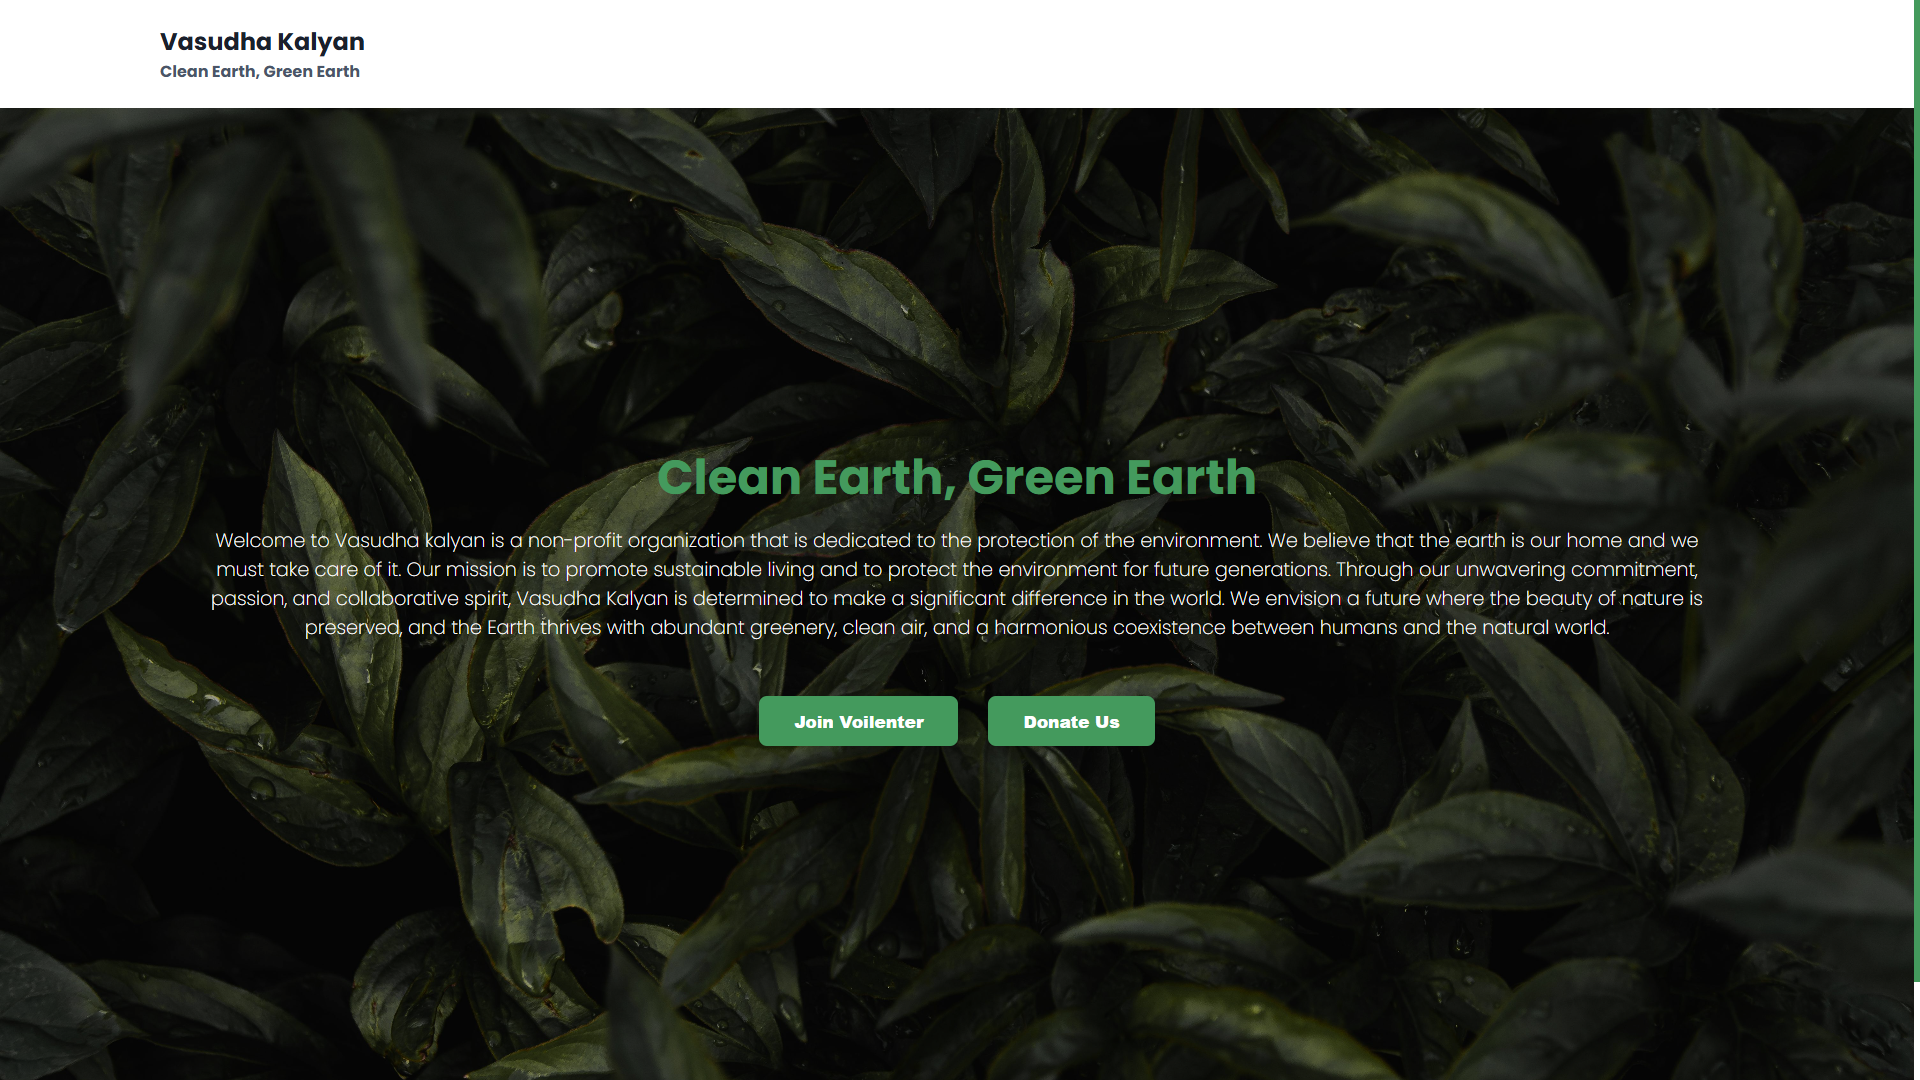 Vasudha Kalyan
Clean Earth, Green Earth
Clean Earth, Green Earth
Welcome to Vasudha kalyan is a non-profit organization that is dedicated to the protection of the environment. We believe that the earth is our home and we
must take care of it. Our mission is to promote sustainable living and to protect the environment for future generations. Through our unwavering commitment,
passion, and collaborative spirit, Vasudha Kalyan is determined to make a significant difference in the world. We envision a future where the beauty of nature is
preserved, and the Earth thrives with abundant greenery, clean air, and a harmonious coexistence between humans and the natural world.
Join Voilenter
Donate Us